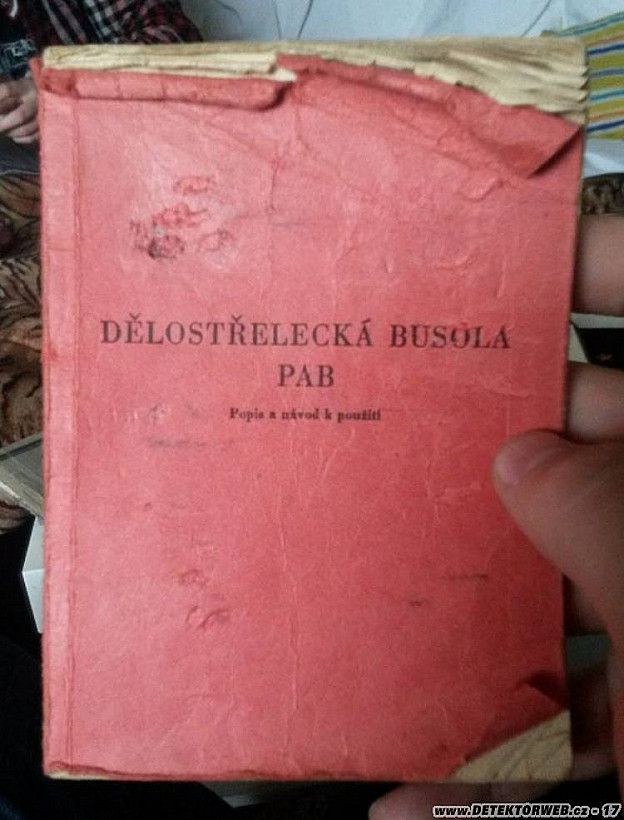 DĚLOSTŘELECKÁ BUSOLA
PAB
Popis a návod k použití
www.DETEKTORWEB.cz - 17